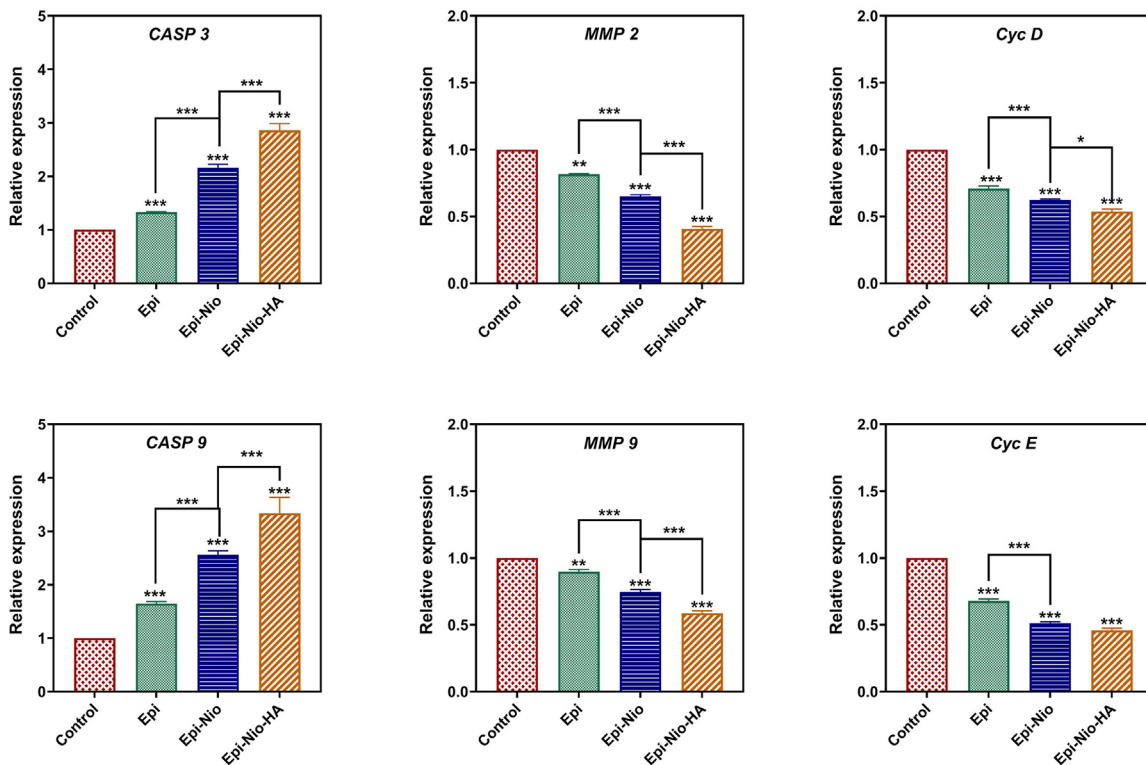 CASP 3
Relative expression
5
4
3
2
1
0
***
***
***
***
***
Control
Epi
Epi-Nio
Epi-Nio-HA
MMP 2
Relative expression
2.0
1.5
1.0
0.5
0.0
***
***
**
***
***
Control
Epi
Epi-Nio
Epi-Nio-HA
Cyc D
Relative expression
2.0
1.5
1.0
0.5
0.0
***
*
***
***
***
Control
Epi
Epi-Nio
Epi-Nio-HA
CASP 9
Relative expression
5
4
3
2
1
0
***
***
***
***
***
Control
Epi
Epi-Nio
Epi-Nio-HA
MMP 9
Relative expression
2.0
1.5
1.0
0.5
0.0
***
***
**
***
***
Control
Epi
Epi-Nio
Epi-Nio-HA
Cyc E
Relative expression
2.0
1.5
1.0
0.5
0.0
***
***
***
***
Control
Epi
Epi-Nio
Epi-Nio-HA